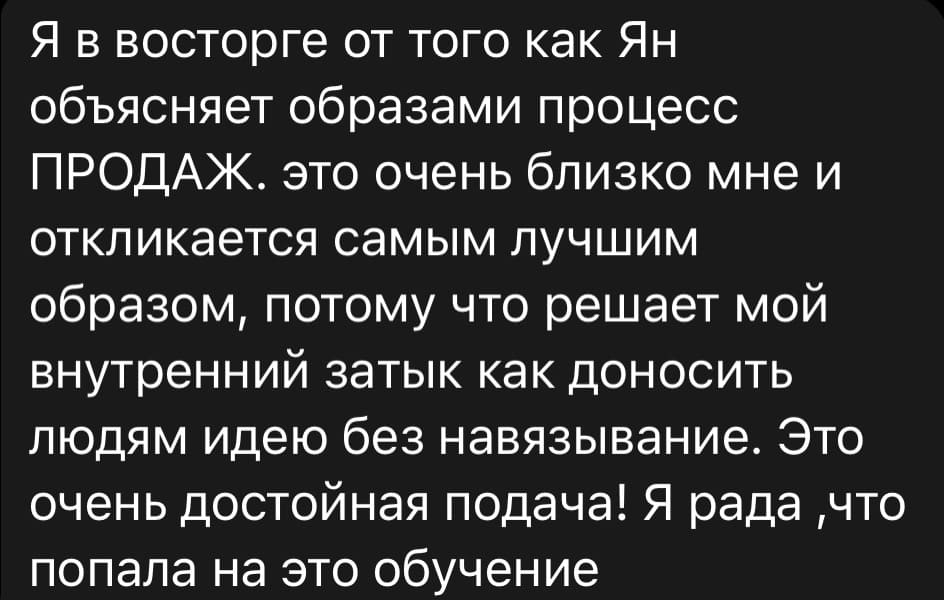 Я в восторге от того как Ян
объясняет образами процесс
ПРОДАЖ. это очень близко мне и
откликается самым лучшим
образом, потому что решает мой
внутренний затык как доносить
людям идею без навязывание. Это
очень достойная подача! Я рада ,что
попала на это обучение